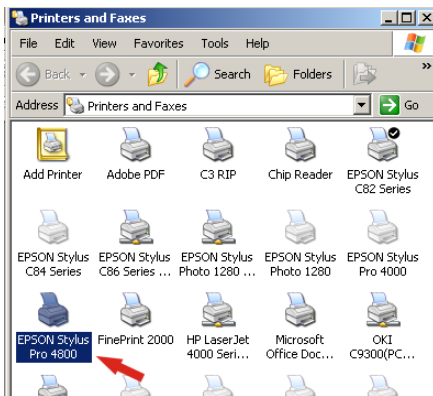 Printers and Faxes
File Edit View Favorites Tools Help
Back Search Folders »
Address Printers and Faxes Go
Add Printer Adobe PDF C3 RIP Chip Reader EPSON Stylus
C82 Series
EPSON Stylus EPSON Stylus EPSON Stylus EPSON Stylus EPSON Stylus
C84 Series C86 Series ... Photo 1280 ... Photo 1280 Pro 4000
EPSON Stylus FinePrint 2000 HP LaserJet Microsoft OKI
Pro 4800 4000 Seri... Office Doc... C9300(PC...